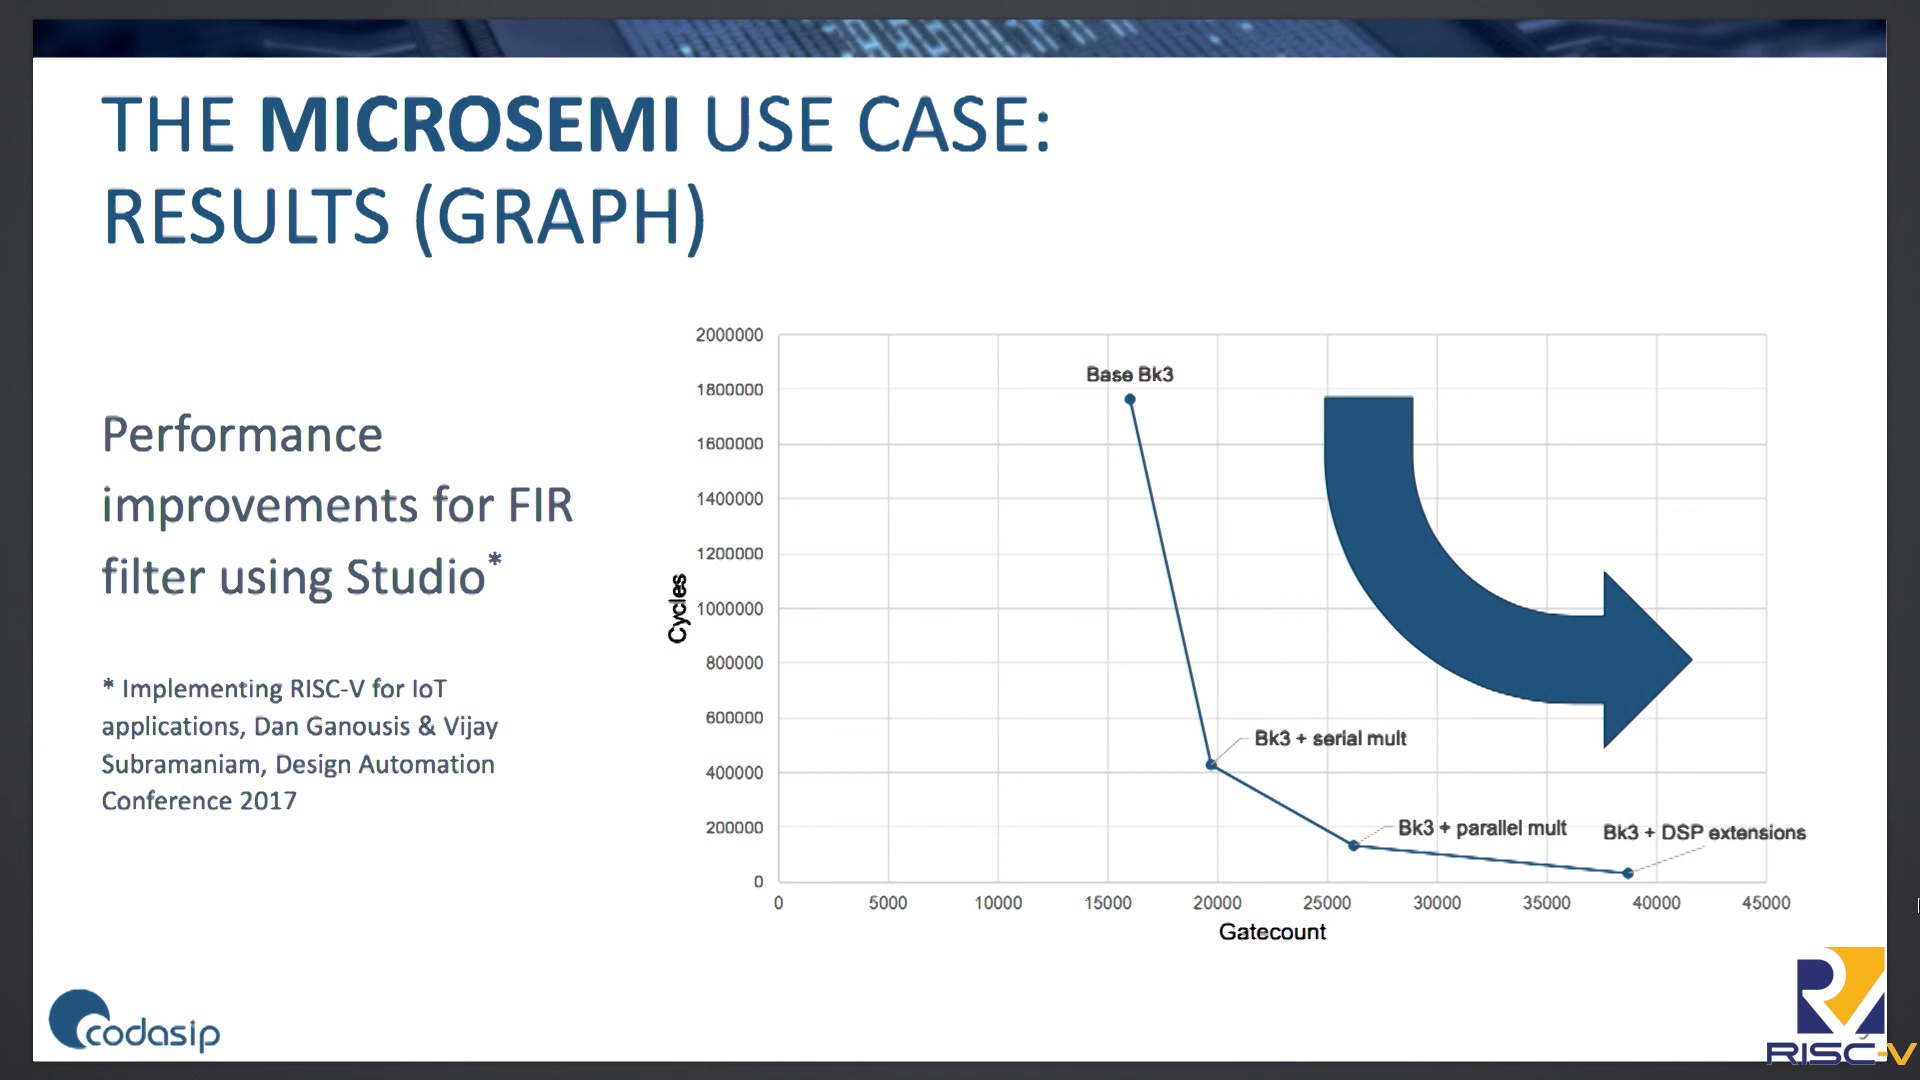 THE MICROSEMI USE CASE:
RESULTS (GRAPH)
Performance
improvements for FIR
filter using Studio*
* Implementing RISC-V for IoT
applications, Dan Ganousis & Vijay
Subramaniam, Design Automation
Conference 2017
Cycles
2000000
1800000
1600000
1400000
1200000
1000000
800000
600000
400000
200000
0
Base Bk3
Bk3 + serial mult
Bk3 + parallel mult
Bk3 + DSP extensions
0 5000 10000 15000 20000 25000 30000 35000 40000 45000
Gatecount
codasip
RISC-V